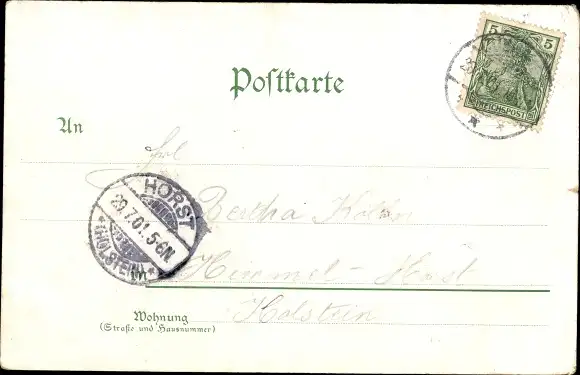 5 5
REICHSPOST
Postkarte
An
Frl
HORST
29.7.01. 5-6N
*(HOLSTEIN)*
Bertha
Himmel-Horst
Holstein
Wohnung
(Straße und Hausnummer)